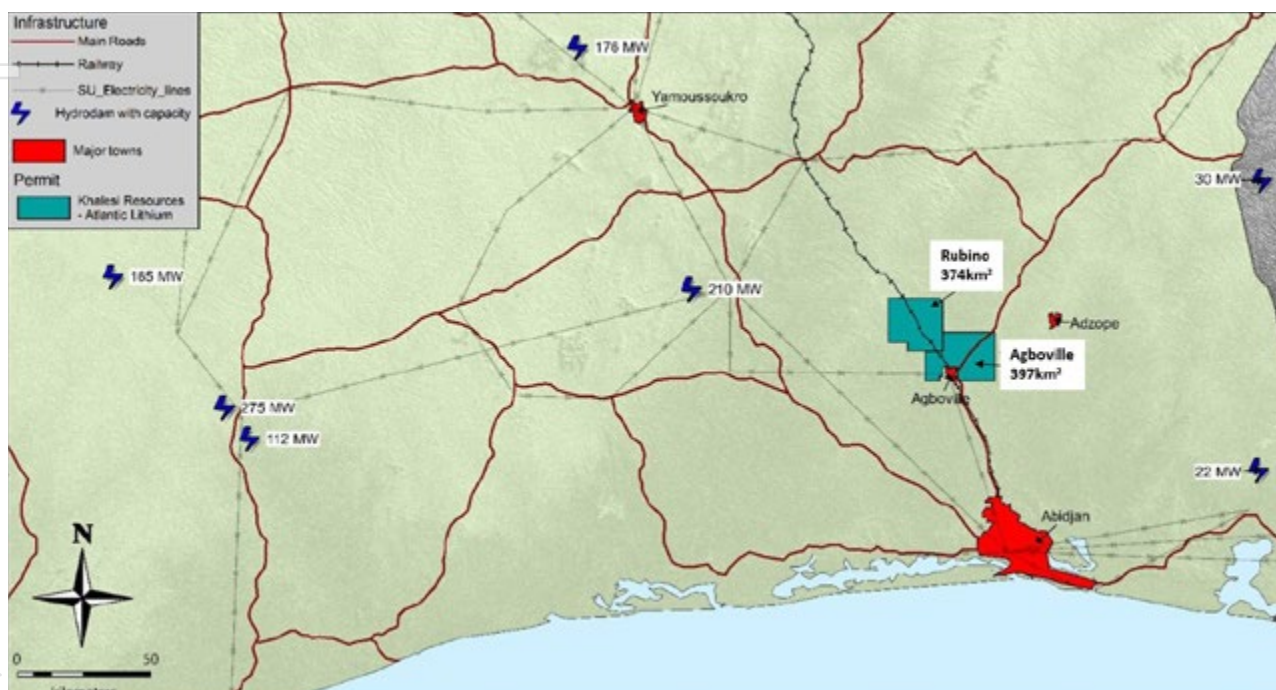 Infrastructure
Main Roads
Railway
SU_Electricity_lines
Hydrodam with capacity
Major towns
Permit
Khalesi Resources
- Atlantic Lithium
176 MW
Yamoussoukro
30 MW
165 MW
210 MW
Rubino
374km²
Adzope
Agboville
397km²
Agboville
275 MW
112 MW
22 MW
Abidjan
N
0 50
kilometers